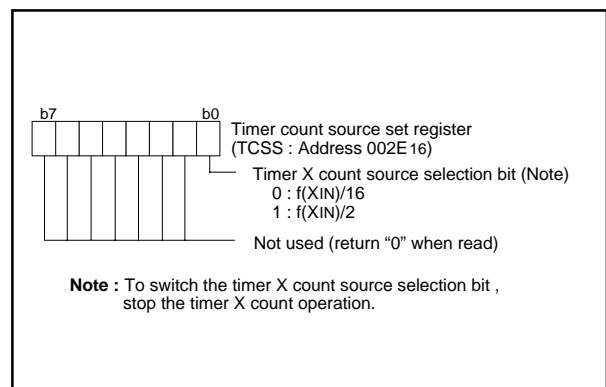 b7 b0
Timer count source set register
(TCSS : Address 002E16)
Timer X count source selection bit (Note)
0 : f(XIN)/16
1 : f(XIN)/2
Not used (return “0” when read)
Note : To switch the timer X count source selection bit ,
stop the timer X count operation.